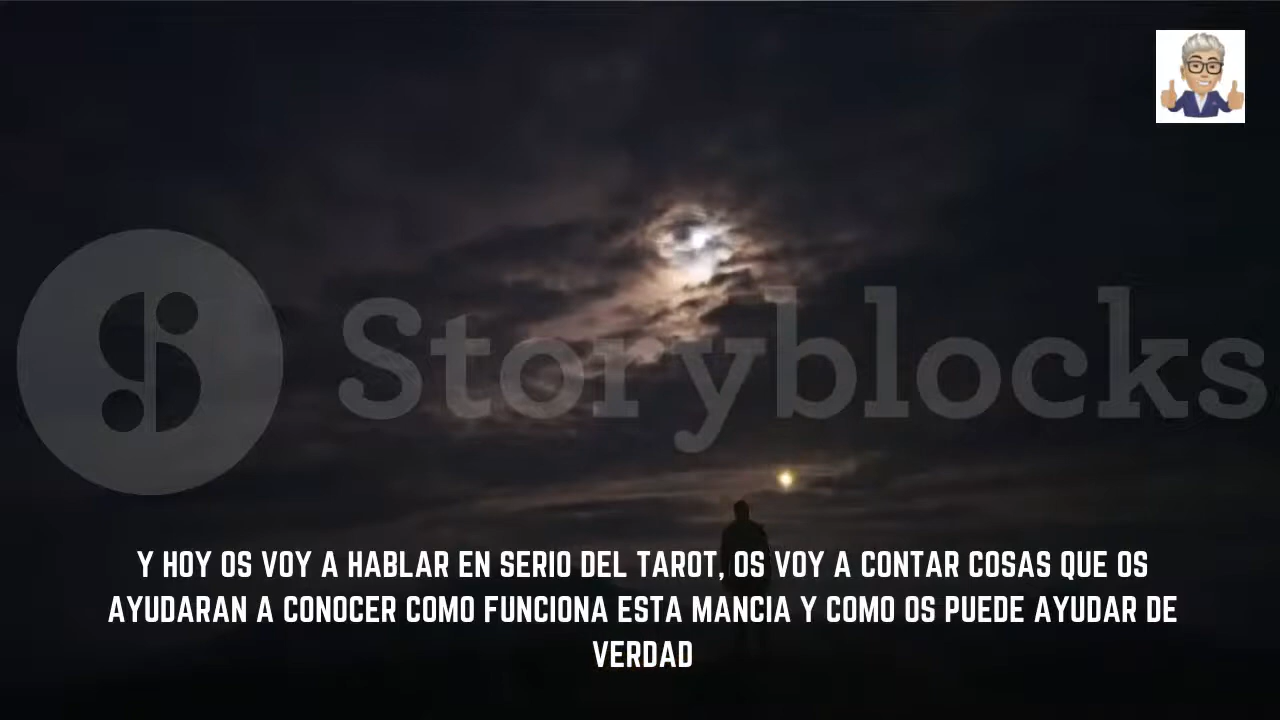 Storyblocks
Y HOY OS VOY A HABLAR EN SERIO DEL TAROT, OS VOY A CONTAR COSAS QUE OS
AYUDARAN A CONOCER COMO FUNCIONA ESTA MANCIA Y COMO OS PUEDE AYUDAR DE
VERDAD